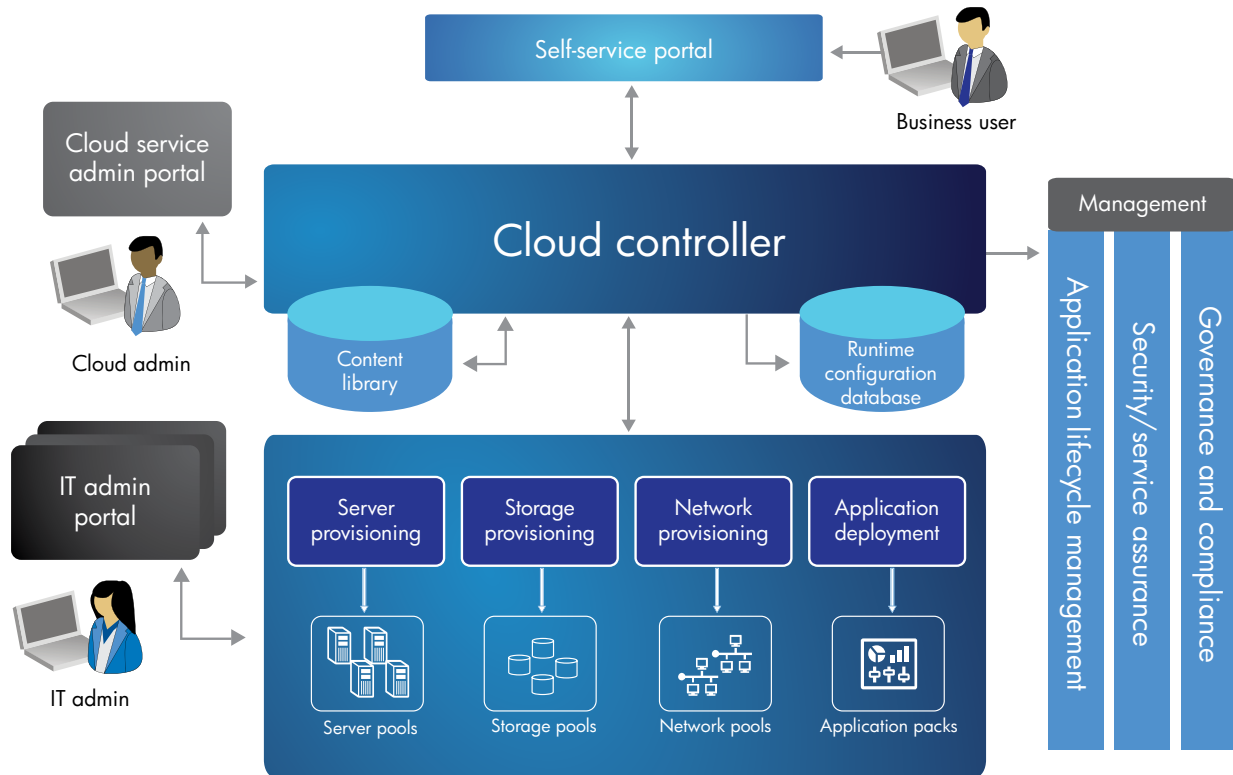 Self-service portal
Business user
Cloud service
admin portal
Cloud admin
Cloud controller
Content
library
Runtime
configuration
database
Management
Application lifecycle management
Security/service assurance
Governance and compliance
IT admin
portal
IT admin
Server
provisioning
Storage
provisioning
Network
provisioning
Application
deployment
Server pools
Storage pools
Network pools
Application packs